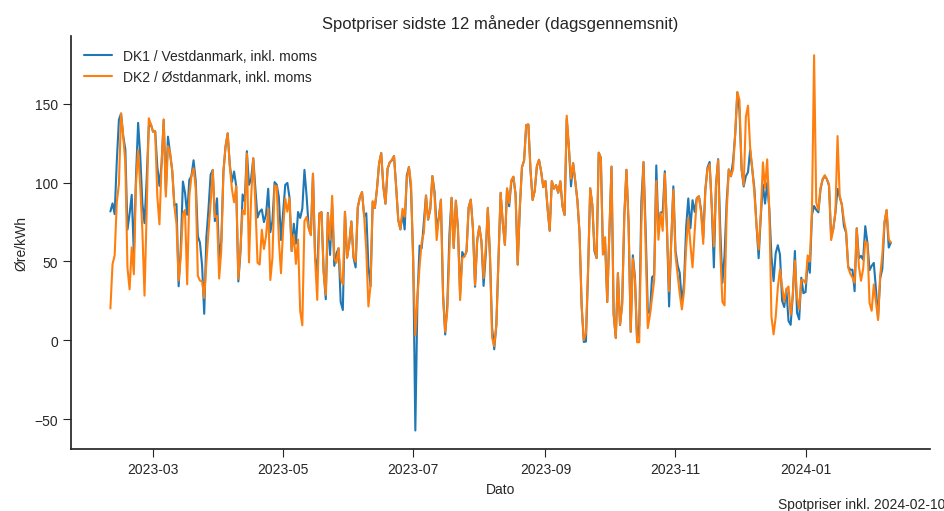 Spotpriser sidste 12 måneder (dagsgennemsnit)
DK1 / Vestdanmark, inkl. moms
DK2 / Østdanmark, inkl. moms
Øre/kWh
150
100
50
0
−50
2023-03
2023-05
2023-07
2023-09
2023-11
2024-01
Dato
Spotpriser inkl. 2024-02-10